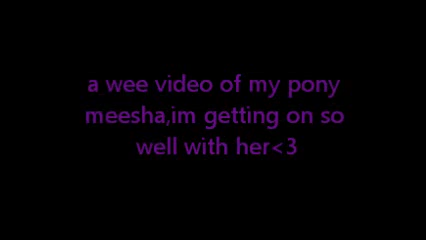 a wee video of my pony
meesha,im getting on so
well with her<3